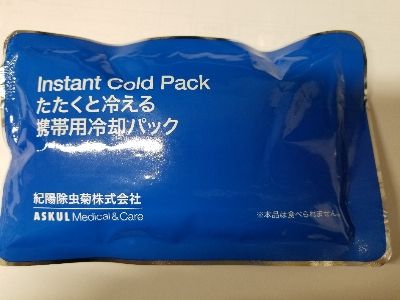 Instant Cold Pack
たたくと冷える
携帯用冷却パック
紀陽除虫菊株式会社
ASKUL Medical & Care
※本品は食べられません。